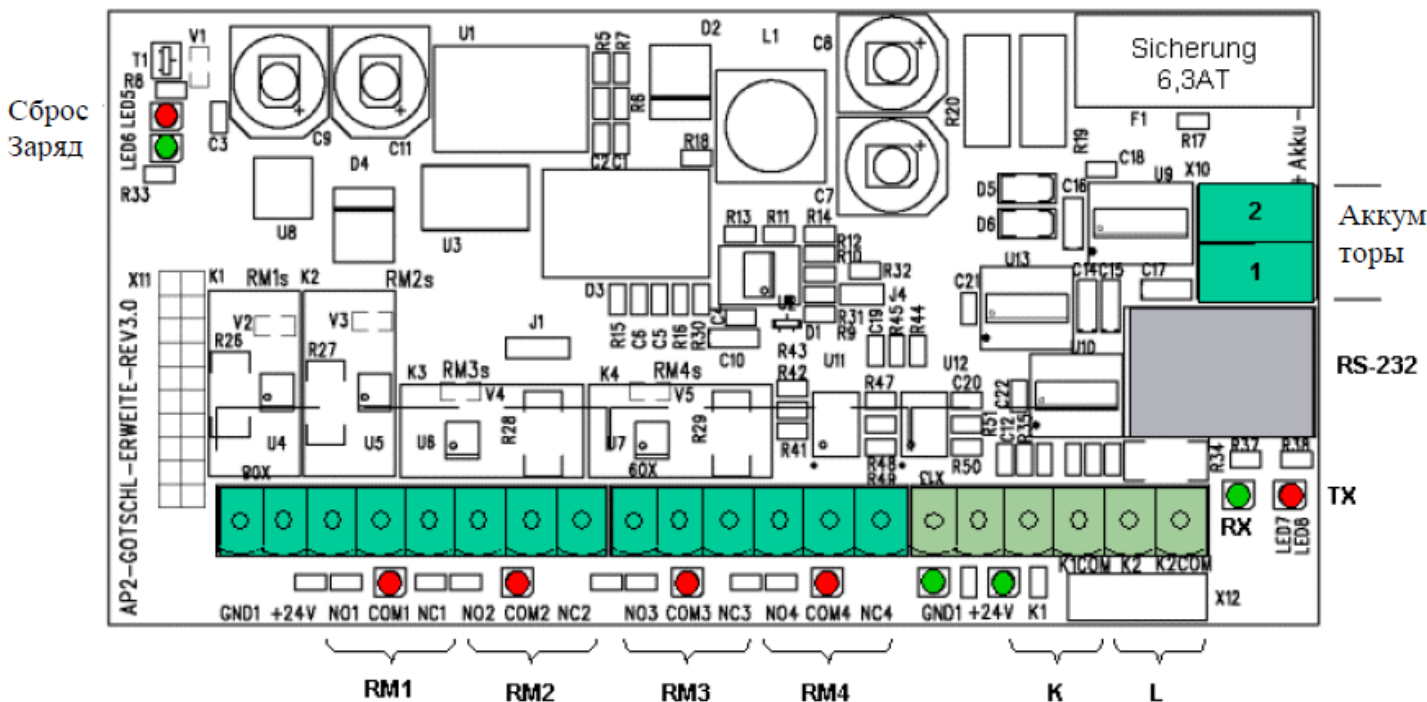 V1 U1 R5 R7 D2 L1 C8 Sicherung
T1 6,3AT
R8
Сброс LED5 R6 R20
Заряд LED6 C3 C9 C11 R18 R19 F1 R17 - Akku +
D4 C2 C1 C18 U9 X10
R33 C7 D5 C16 2 Аккум
U8 U3 R13 R11 R14 D6 торы
R12
X11 K1 RM1s K2 RM2s R10 R32 U13 C14 C15 C17 1
D3 U2 J4 C21
V2 V3 J1 C4 R31
R26 R27 R15 C6 C5 R16 R30 C10 D1 R9 C19 R45 R44
R43 U11 U12 U10 RS-232
K3 RM3s K4 RM4s R42 R47 C20 C22
V4 V5
U4 U5 U6 R28 U7 R29 R41 R48 R51 C12 R35
X08 X09 R49 R50 X13 R34 R37 R38
TX
RX LED7 LED8
AP2-GOTSCHL-ERWEITE-REV3.0
K1COM K2 K2COM
GND1 +24V NO1 COM1 NC1 NO2 COM2 NC2 NO3 COM3 NC3 NO4 COM4 NC4 GND1 +24V K1 X12
RM1 RM2 RM3 RM4 K L